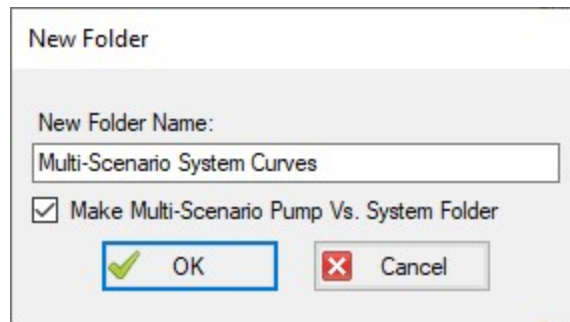 New Folder
New Folder Name:
Multi-Scenario System Curves
Make Multi-Scenario Pump Vs. System Folder
OK Cancel